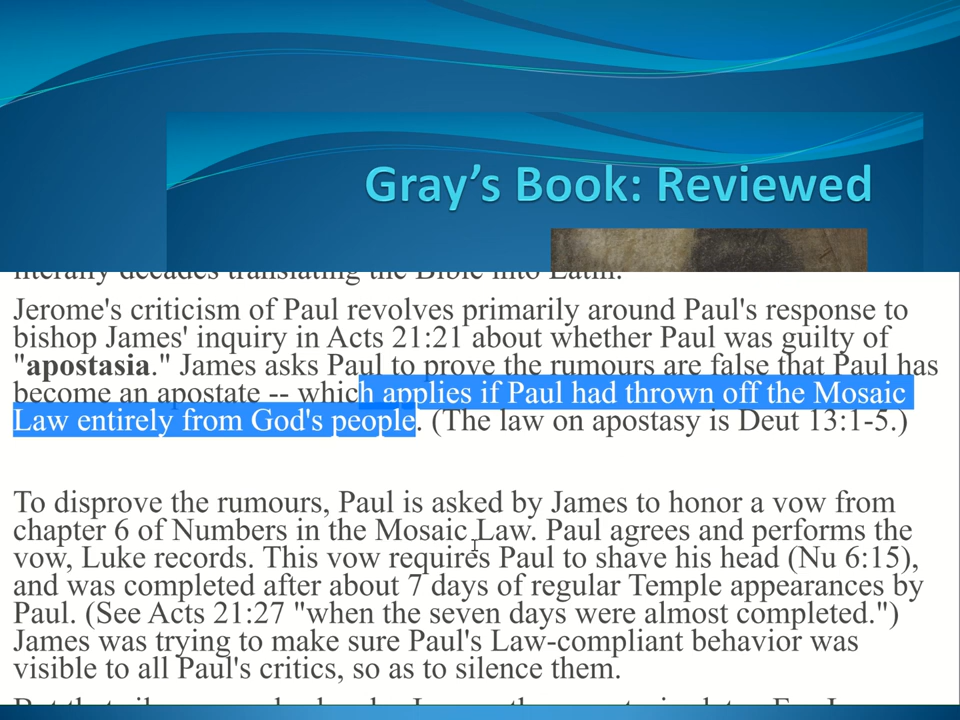 Gray's Book: Reviewed
literally decades translating the Bible into Latin.
Jerome's criticism of Paul revolves primarily around Paul's response to
bishop James' inquiry in Acts 21:21 about whether Paul was guilty of
"apostasia." James asks Paul to prove the rumours are false that Paul has
become an apostate -- which applies if Paul had thrown off the Mosaic
Law entirely from God's people. (The law on apostasy is Deut 13:1-5.)
To disprove the rumours, Paul is asked by James to honor a vow from
chapter 6 of Numbers in the Mosaic Law. Paul agrees and performs the
vow, Luke records. This vow requires Paul to shave his head (Nu 6:15),
and was completed after about 7 days of regular Temple appearances by
Paul. (See Acts 21:27 "when the seven days were almost completed.")
James was trying to make sure Paul's Law-compliant behavior was
visible to all Paul's critics, so as to silence them.